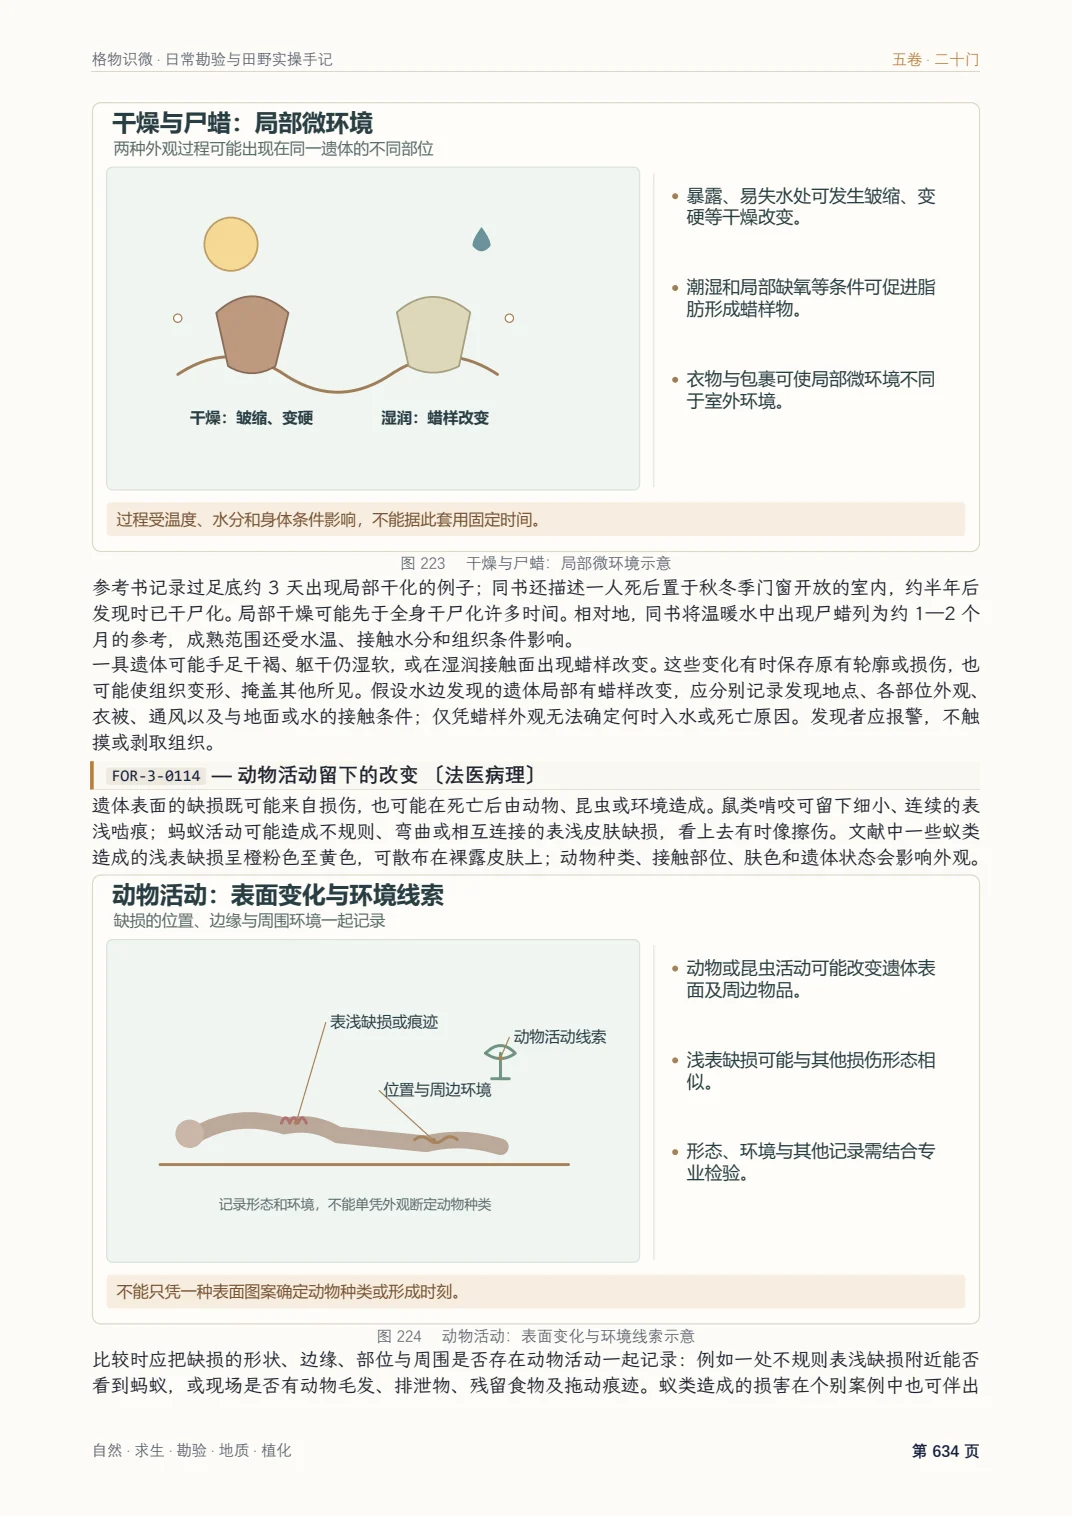 格物识微 · 日常勘验与田野实操手记
五卷 · 二十门
干燥与尸蜡：局部微环境
两种外观过程可能出现在同一遗体的不同部位
干燥：皱缩、变硬
湿润：蜡样改变
• 暴露、易失水处可发生皱缩、变
硬等干燥改变。
• 潮湿和局部缺氧等条件可促进脂
肪形成蜡样物。
• 衣物与包裹可使局部微环境不同
于室外环境。
过程受温度、水分和身体条件影响，不能据此套用固定时间。
图 223 干燥与尸蜡：局部微环境示意
参考书记录过足底约 3 天出现局部干化的例子；同书还描述一人死后置于秋冬季门窗开放的室内，约半年后
发现时已干尸化。局部干燥可能先于全身干尸化许多时间。相对地，同书将温暖水中出现尸蜡列为约 1—2 个
月的参考，成熟范围还受水温、接触水分和组织条件影响。
一具遗体可能手足干褐、躯干仍湿软，或在湿润接触面出现蜡样改变。这些变化有时保存原有轮廓或损伤，也
可能使组织变形、掩盖其他所见。假设水边发现的遗体局部有蜡样改变，应分别记录发现地点、各部位外观、
衣被、通风以及与地面或水的接触条件；仅凭蜡样外观无法确定何时入水或死亡原因。发现者应报警，不触
摸或剥取组织。
FOR-3-0114 — 动物活动留下的改变 〔法医病理〕
遗体表面的缺损既可能来自损伤，也可能在死亡后由动物、昆虫或环境造成。鼠类啃咬可留下细小、连续的表
浅啮痕；蚂蚁活动可能造成不规则、弯曲或相互连接的表浅皮肤缺损，看上去有时像擦伤。文献中一些蚁类
造成的浅表缺损呈橙粉色至黄色，可散布在裸露皮肤上；动物种类、接触部位、肤色和遗体状态会影响外观。
动物活动：表面变化与环境线索
缺损的位置、边缘与周围环境一起记录
表浅缺损或痕迹
动物活动线索
位置与周边环境
记录形态和环境，不能单凭外观断定动物种类
• 动物或昆虫活动可能改变遗体表
面及周边物品。
• 浅表缺损可能与其他损伤形态相
似。
• 形态、环境与其他记录需结合专
业检验。
不能只凭一种表面图案确定动物种类或形成时刻。
图 224 动物活动：表面变化与环境线索示意
比较时应把缺损的形状、边缘、部位与周围是否存在动物活动一起记录：例如一处不规则表浅缺损附近能否
看到蚂蚁，或现场是否有动物毛发、排泄物、残留食物及拖动痕迹。蚁类造成的损害在个别案例中也可伴出
自然 · 求生 · 勘验 · 地质 · 植化
第 634 页